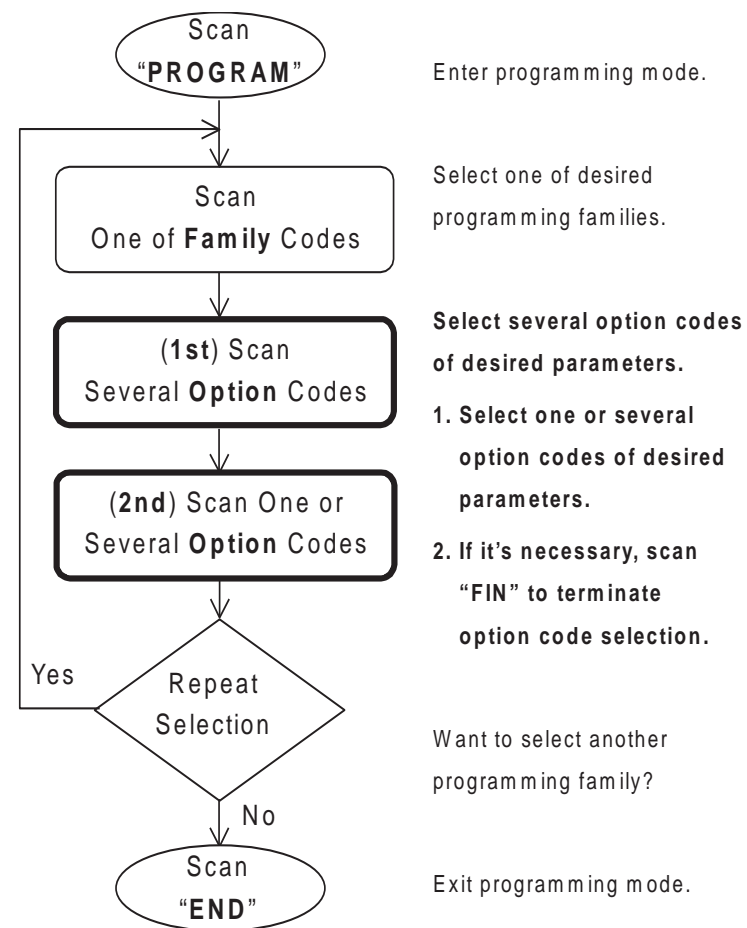 Scan
“PROGRAM”
Enter programming mode.
Scan
One of Family Codes
Select one of desired
programming families.
(1st) Scan
Several Option Codes
Select several option codes
of desired parameters.
1. Select one or several
option codes of desired
parameters.
(2nd) Scan One or
Several Option Codes
2. If it’s necessary, scan
“FIN” to terminate
option code selection.
Yes
Repeat
Selection
Want to select another
programming family?
No
Scan
“END”
Exit programming mode.